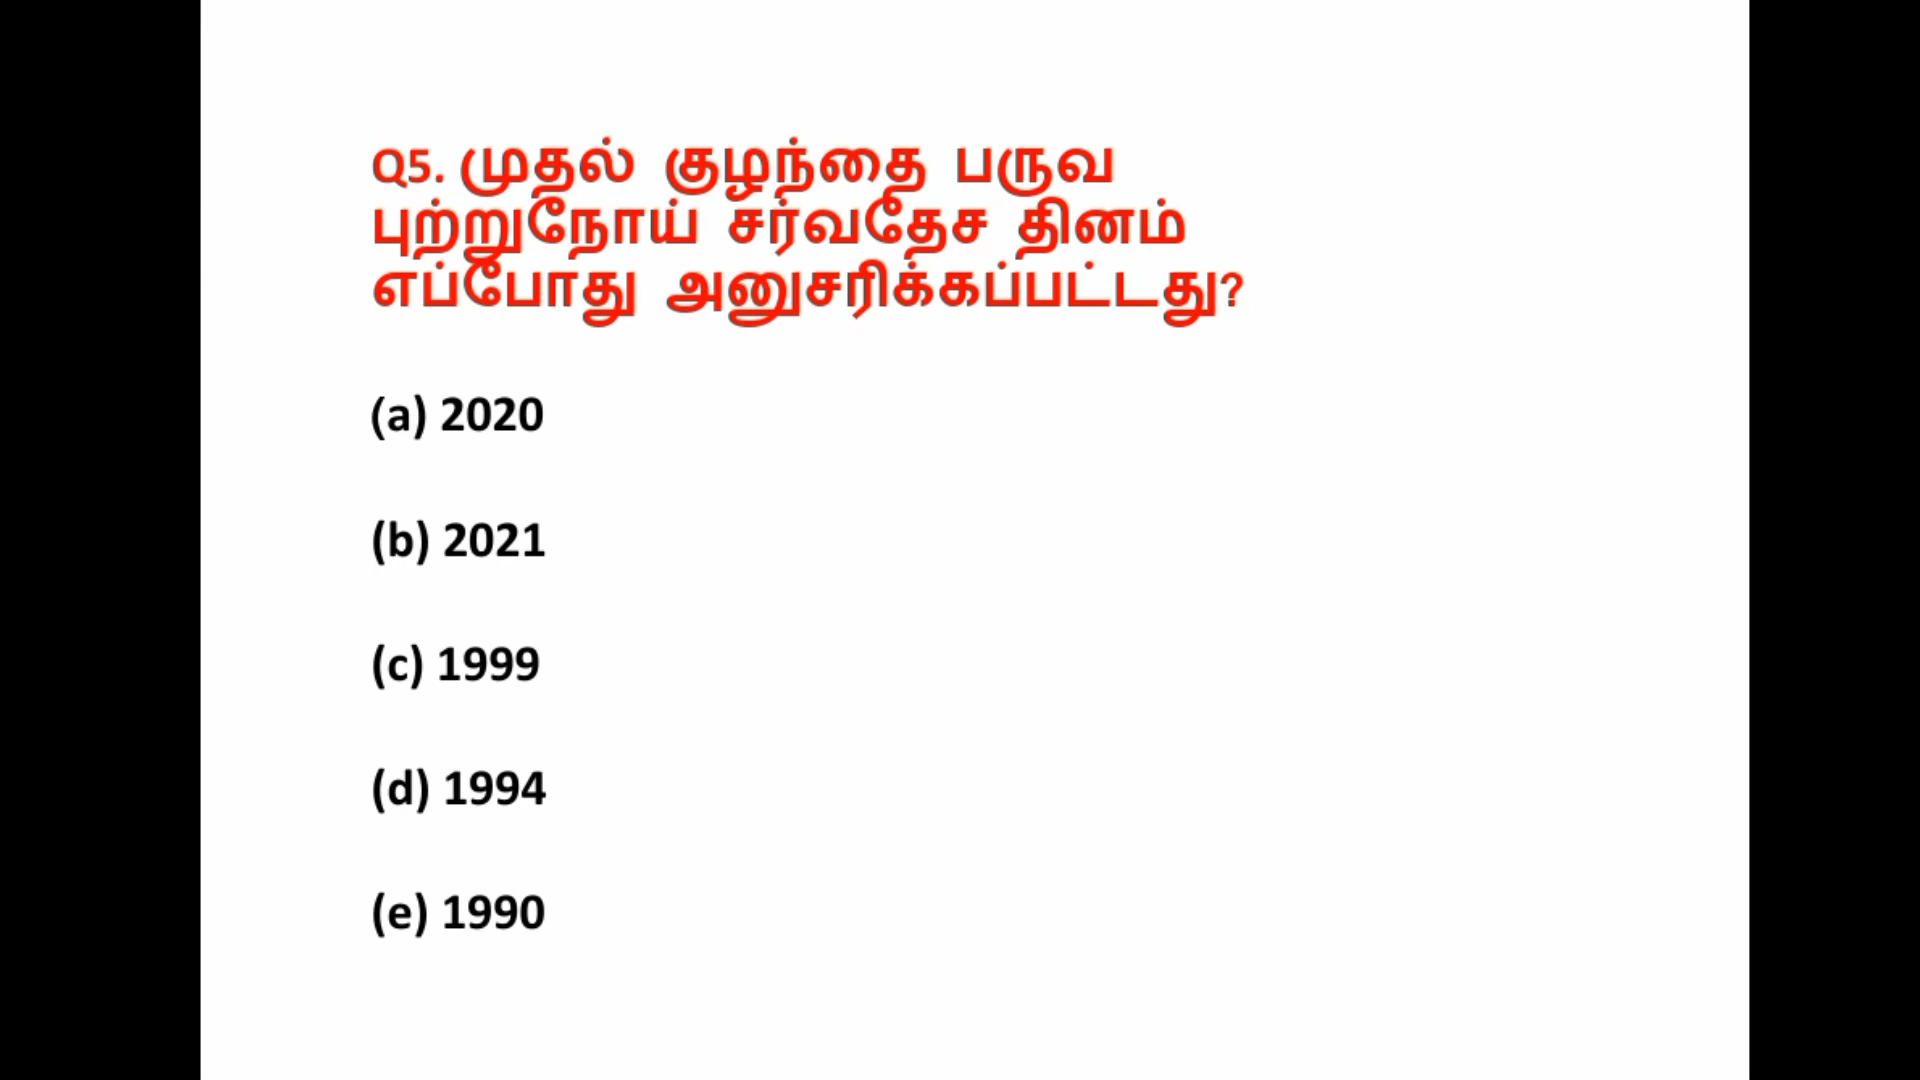 Q5. முதல் குழந்தை பருவ
புற்றுநோய் சர்வதேச தினம்
எப்போது அனுசரிக்கப்பட்டது?
(a) 2020
(b) 2021
(c) 1999
(d) 1994
(e) 1990